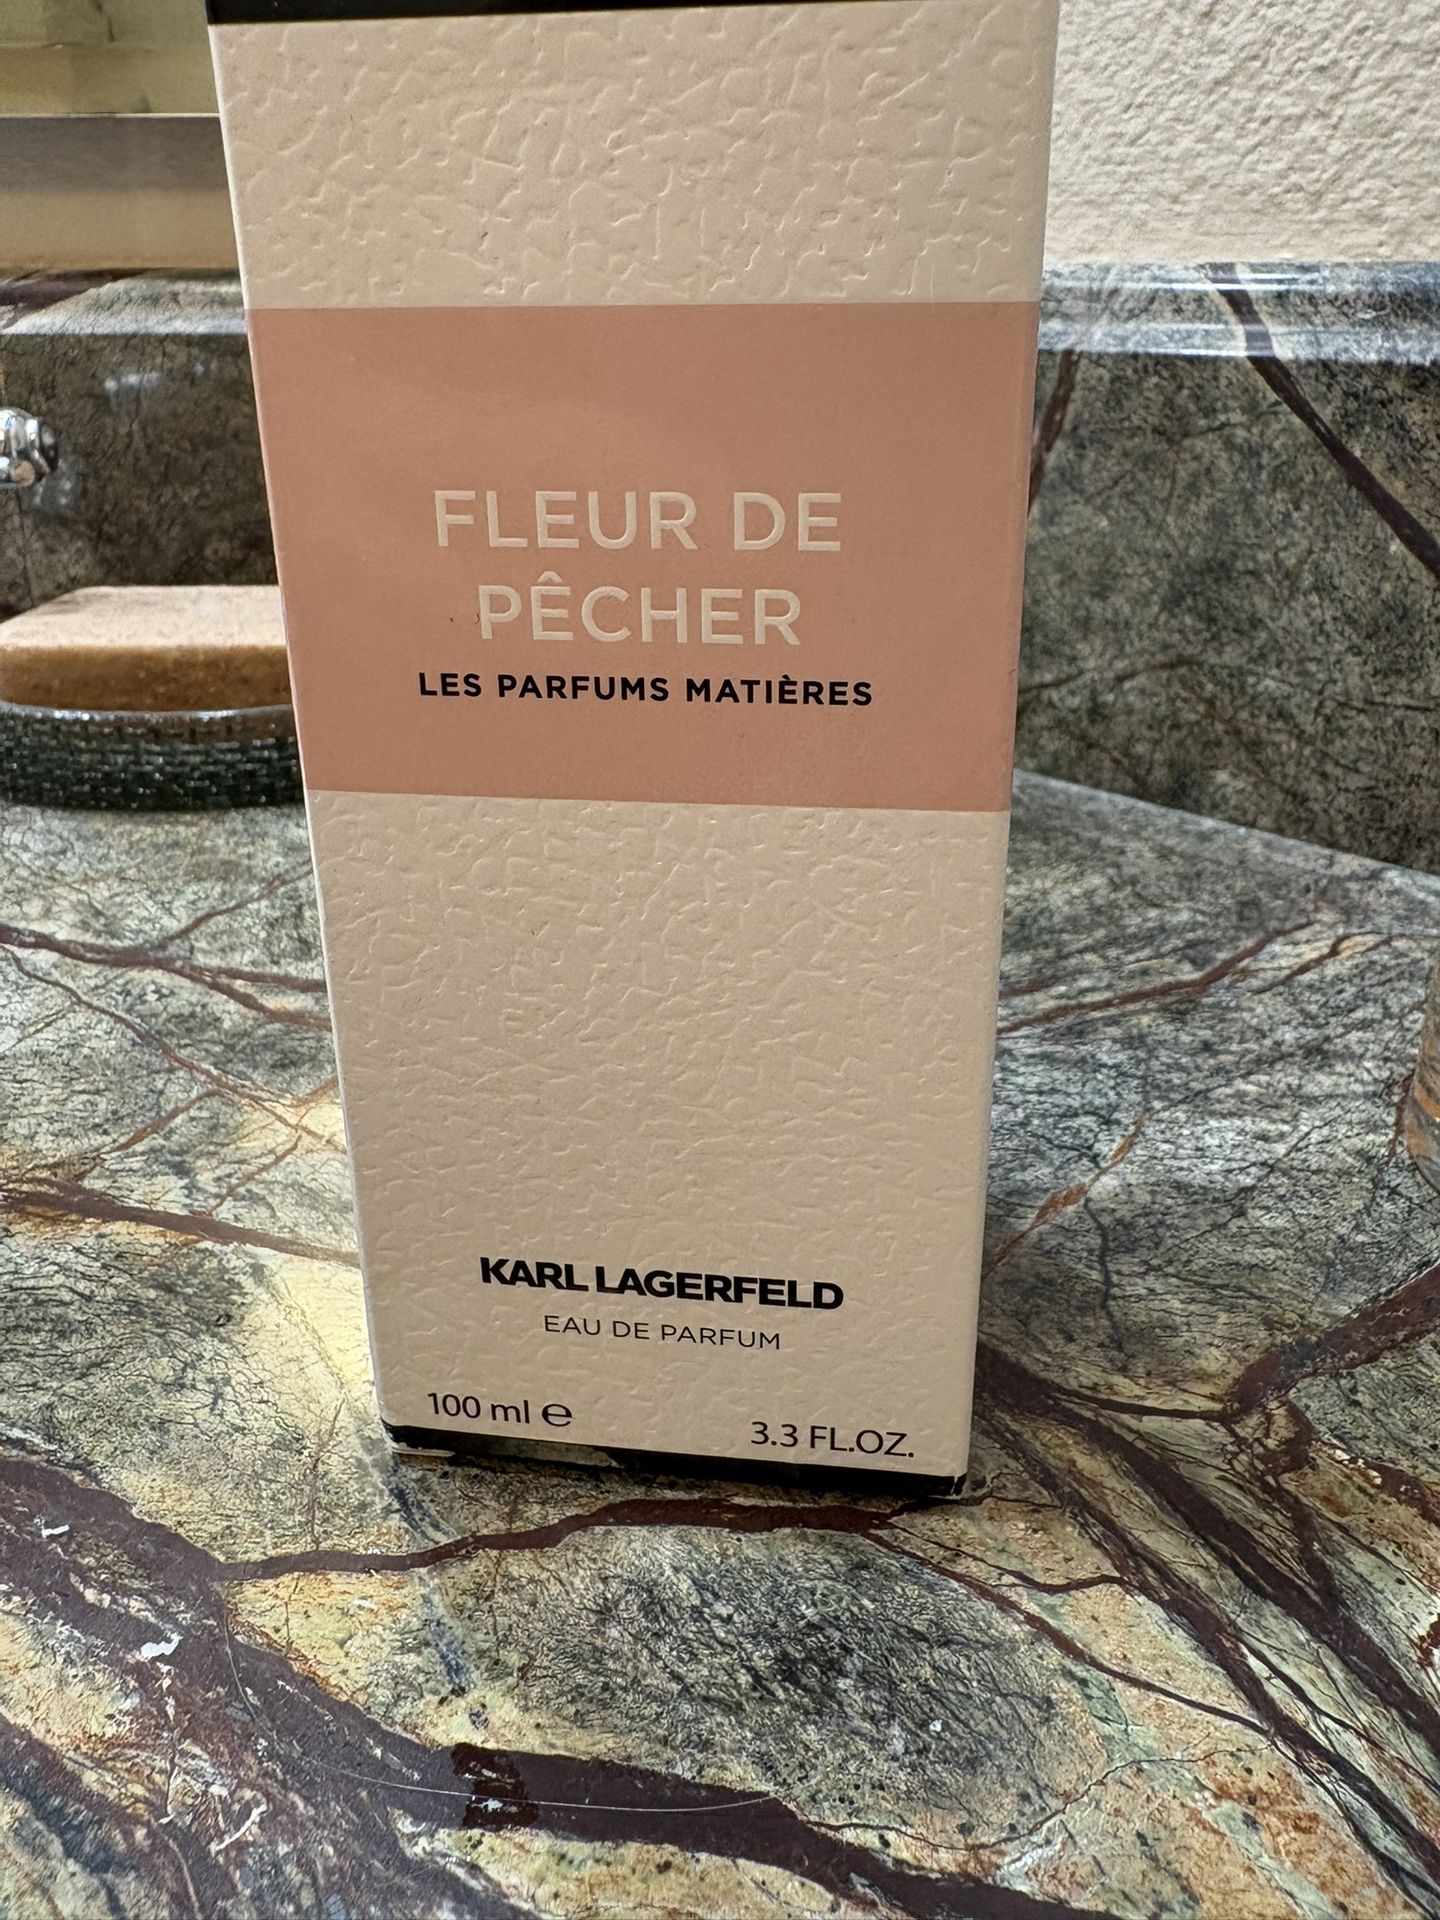 FLEUR DE
PÊCHER
LES PARFUMS MATIÈRES
KARL LAGERFELD
EAU DE PARFUM
100 ml ℮
3.3 FL.OZ.